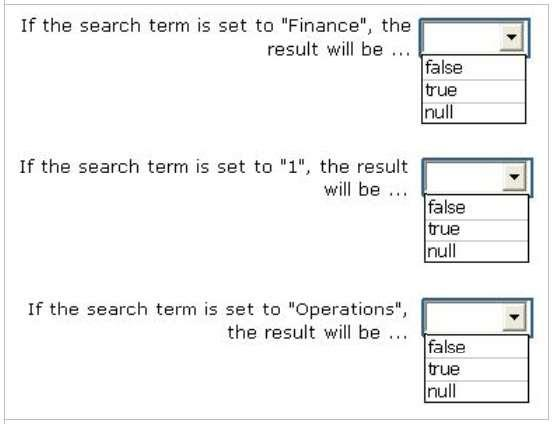 If the search term is set to "Finance", the
result will be ...
false
true
null
If the search term is set to "1", the result
will be ...
false
true
null
If the search term is set to "Operations",
the result will be ...
false
true
null